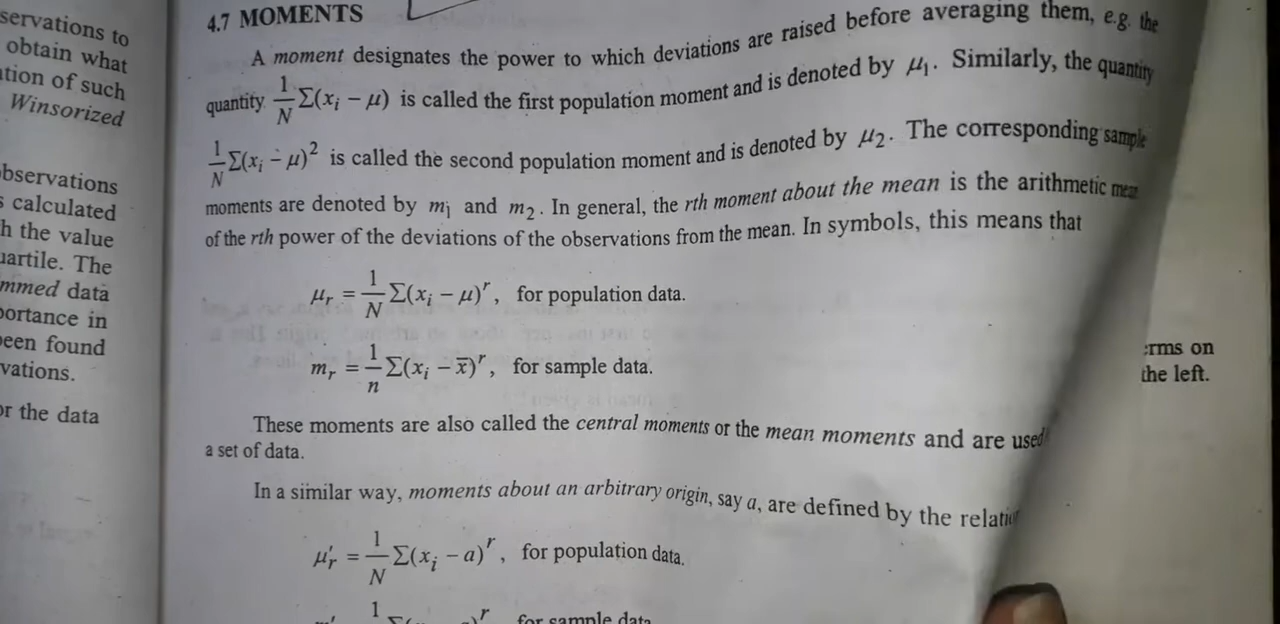 servations to
obtain what
ation of such
Winsorized
bservations
s calculated
h the value
uartile. The
mmed data
portance in
been found
vations.
or the data
4.7 MOMENTS
A moment designates the power to which deviations are raised before averaging them, e.g. the
quantity 1/N Σ(xᵢ − μ) is called the first population moment and is denoted by μ₁. Similarly, the quantity
1/N Σ(xᵢ − μ)² is called the second population moment and is denoted by μ₂. The corresponding sample
moments are denoted by m₁ and m₂. In general, the rth moment about the mean is the arithmetic mean
of the rth power of the deviations of the observations from the mean. In symbols, this means that
μᵣ = 1/N Σ(xᵢ − μ)ʳ, for population data.
mᵣ = 1/n Σ(xᵢ − x̄)ʳ, for sample data.
These moments are also called the central moments or the mean moments and are used
a set of data.
In a similar way, moments about an arbitrary origin, say a, are defined by the relation
μ′ᵣ = 1/N Σ(xᵢ − a)ʳ, for population data.
for sample data
erms on
the left.